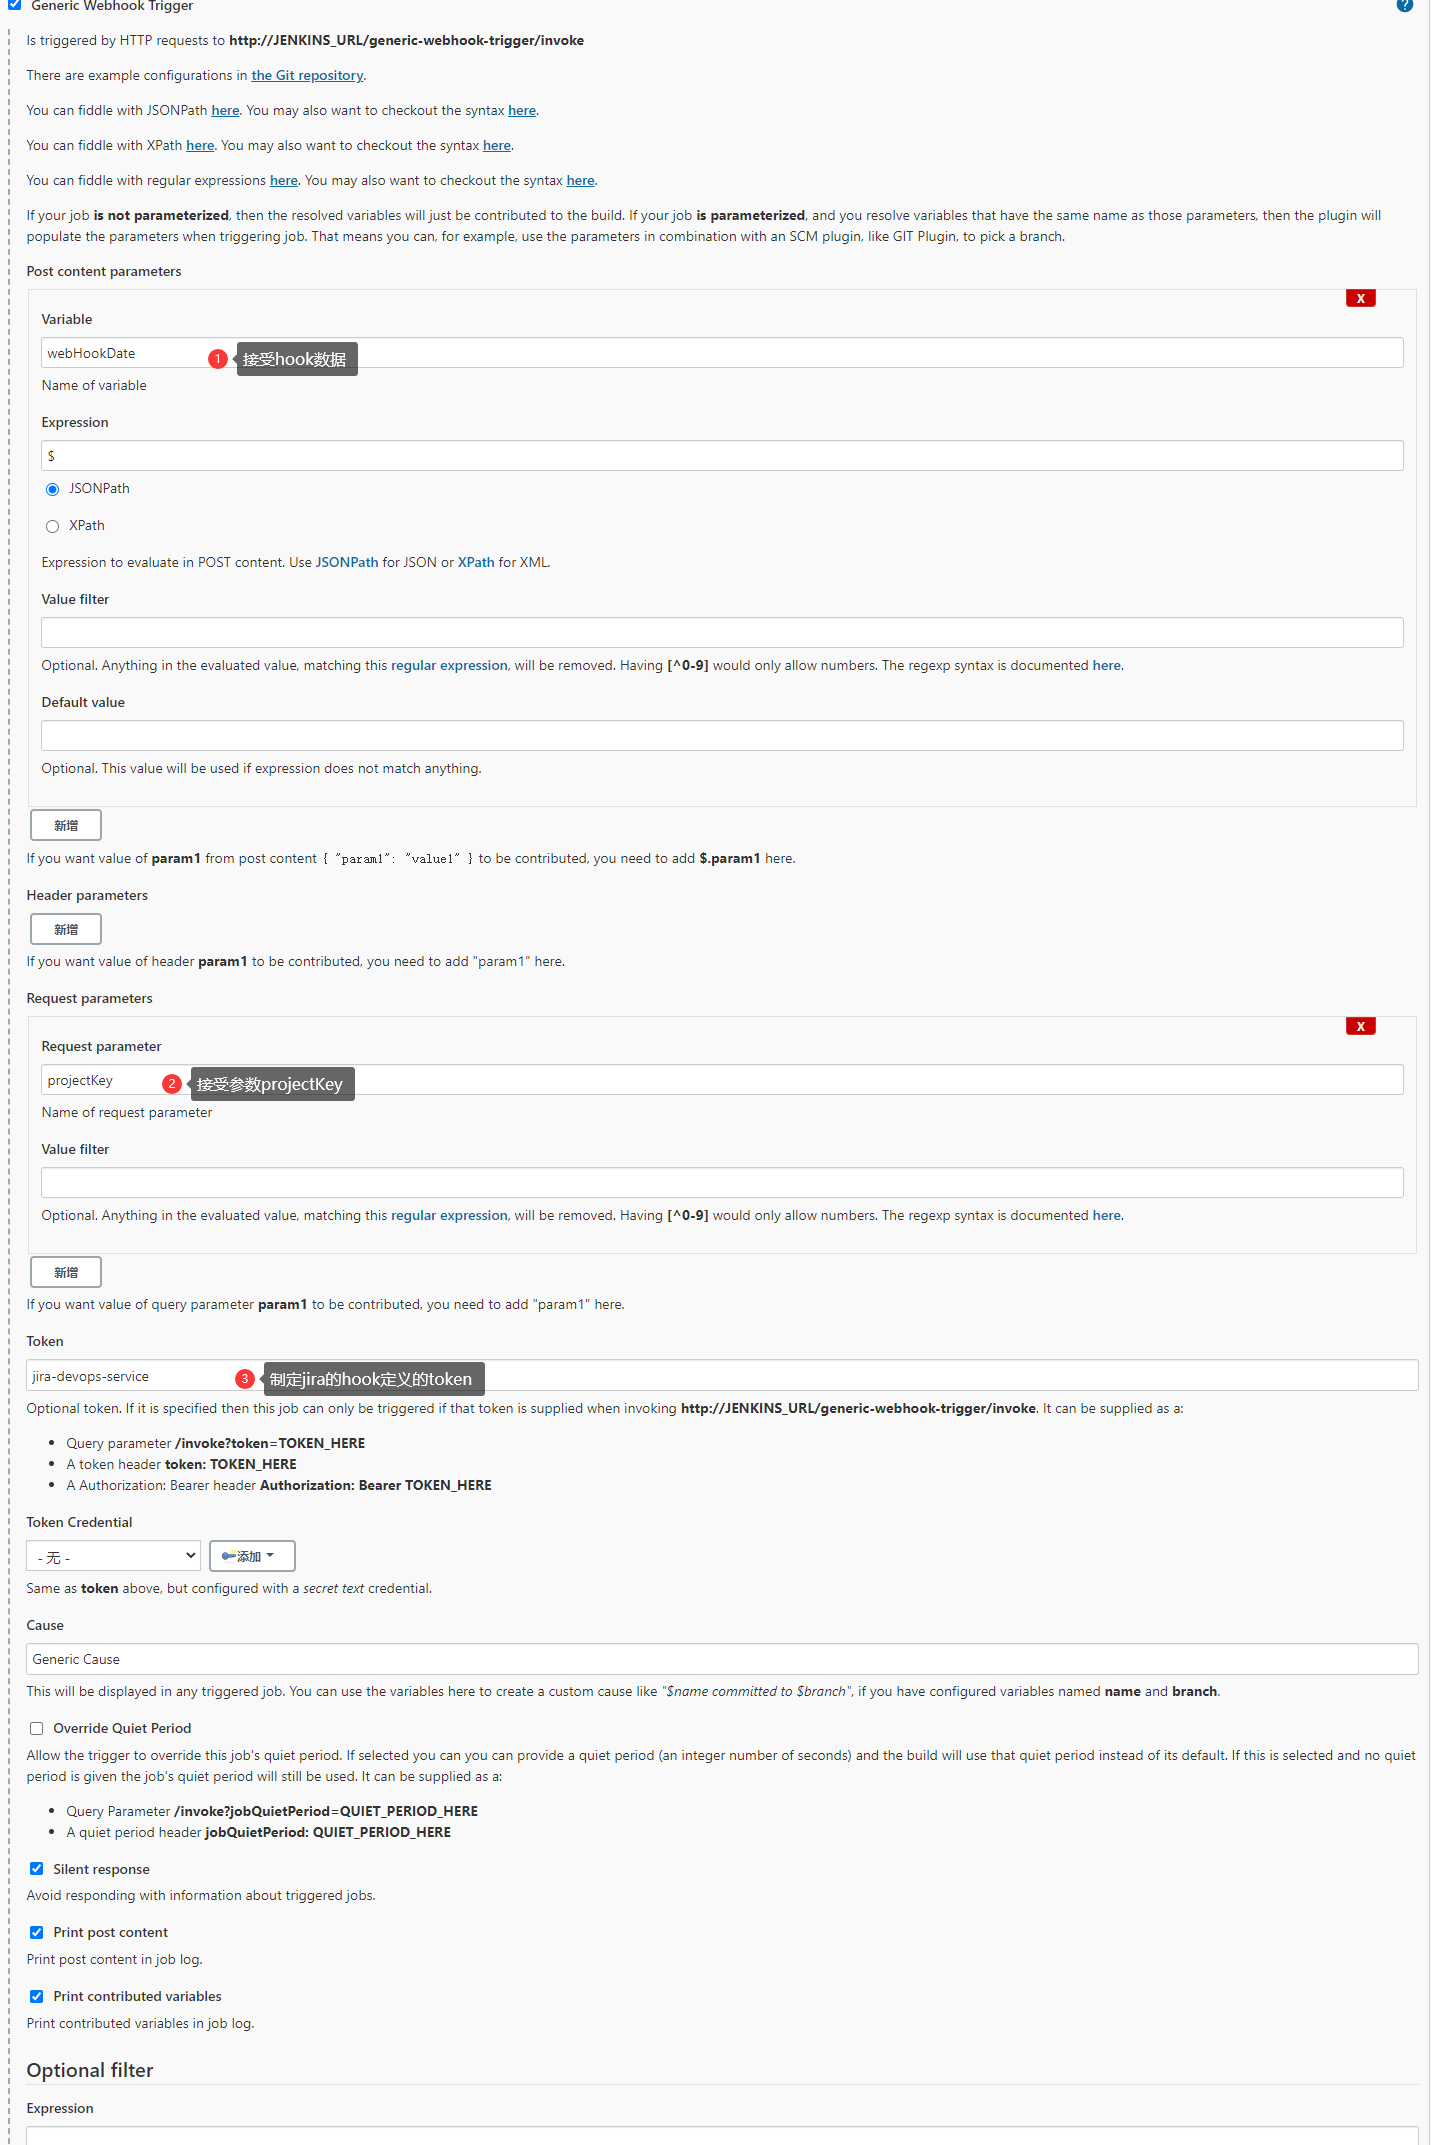 Generic Webhook Trigger
?
Is triggered by HTTP requests to http://JENKINS_URL/generic-webhook-trigger/invoke
There are example configurations in the Git repository.
You can fiddle with JSONPath here. You may also want to checkout the syntax here.
You can fiddle with XPath here. You may also want to checkout the syntax here.
You can fiddle with regular expressions here. You may also want to checkout the syntax here.
If your job is not parameterized, then the resolved variables will just be contributed to the build. If your job is parameterized, and you resolve variables that have the same name as those parameters, then the plugin will
populate the parameters when triggering job. That means you can, for example, use the parameters in combination with an SCM plugin, like GIT Plugin, to pick a branch.
Post content parameters
X
Variable
webHookDate 1 接受hook数据
Name of variable
Expression
$
JSONPath
XPath
Expression to evaluate in POST content. Use JSONPath for JSON or XPath for XML.
Value filter
Optional. Anything in the evaluated value, matching this regular expression, will be removed. Having [^0-9] would only allow numbers. The regexp syntax is documented here.
Default value
Optional. This value will be used if expression does not match anything.
新增
If you want value of param1 from post content { "param1": "value1" } to be contributed, you need to add $.param1 here.
Header parameters
新增
If you want value of header param1 to be contributed, you need to add "param1" here.
Request parameters
X
Request parameter
projectKey 2 接受参数projectKey
Name of request parameter
Value filter
Optional. Anything in the evaluated value, matching this regular expression, will be removed. Having [^0-9] would only allow numbers. The regexp syntax is documented here.
新增
If you want value of query parameter param1 to be contributed, you need to add "param1" here.
Token
jira-devops-service 3 制定jira的hook定义的token
Optional token. If it is specified then this job can only be triggered if that token is supplied when invoking http://JENKINS_URL/generic-webhook-trigger/invoke. It can be supplied as a:
• Query parameter /invoke?token=TOKEN_HERE
• A token header token: TOKEN_HERE
• A Authorization: Bearer header Authorization: Bearer TOKEN_HERE
Token Credential
- 无 - 添加
Same as token above, but configured with a secret text credential.
Cause
Generic Cause
This will be displayed in any triggered job. You can use the variables here to create a custom cause like "$name committed to $branch", if you have configured variables named name and branch.
Override Quiet Period
Allow the trigger to override this job's quiet period. If selected you can you can provide a quiet period (an integer number of seconds) and the build will use that quiet period instead of its default. If this is selected and no quiet
period is given the job's quiet period will still be used. It can be supplied as a:
• Query Parameter /invoke?jobQuietPeriod=QUIET_PERIOD_HERE
• A quiet period header jobQuietPeriod: QUIET_PERIOD_HERE
Silent response
Avoid responding with information about triggered jobs.
Print post content
Print post content in job log.
Print contributed variables
Print contributed variables in job log.
Optional filter
Expression